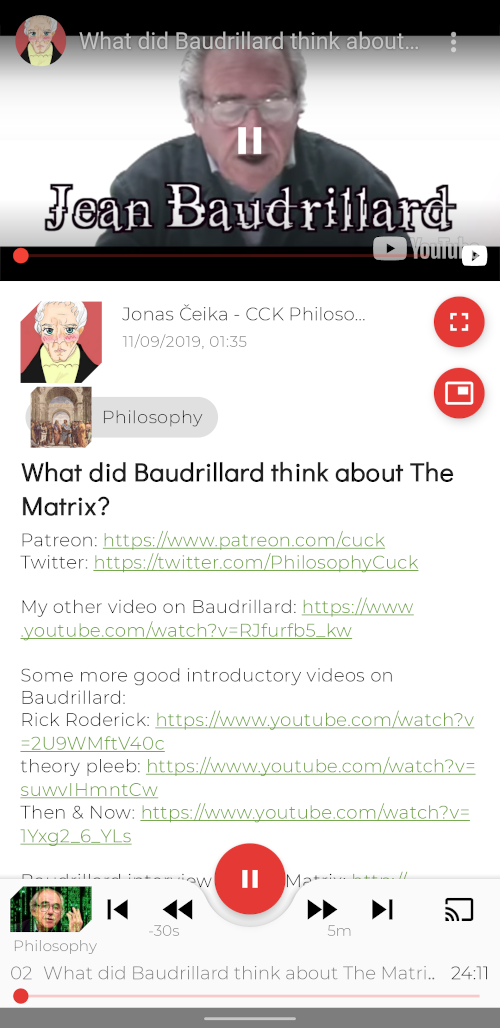 What did Baudrillard think about...
Jean Baudrillard
YouTube
Jonas Čeika - CCK Philoso...
11/09/2019, 01:35
Philosophy
What did Baudrillard think about The
Matrix?
Patreon: https://www.patreon.com/cuck
Twitter: https://twitter.com/PhilosophyCuck
My other video on Baudrillard: https://www
.youtube.com/watch?v=RJfurfb5_kw
Some more good introductory videos on
Baudrillard:
Rick Roderick: https://www.youtube.com/watch?v
=2U9WMftV40c
theory pleeb: https://www.youtube.com/watch?v=
suwvlHmntCw
Then & Now: https://www.youtube.com/watch?v=
1Yxg2_6_YLs
Baudrillard interview Matrix: http://
-30s
5m
Philosophy
02 What did Baudrillard think about The Matri.. 24:11